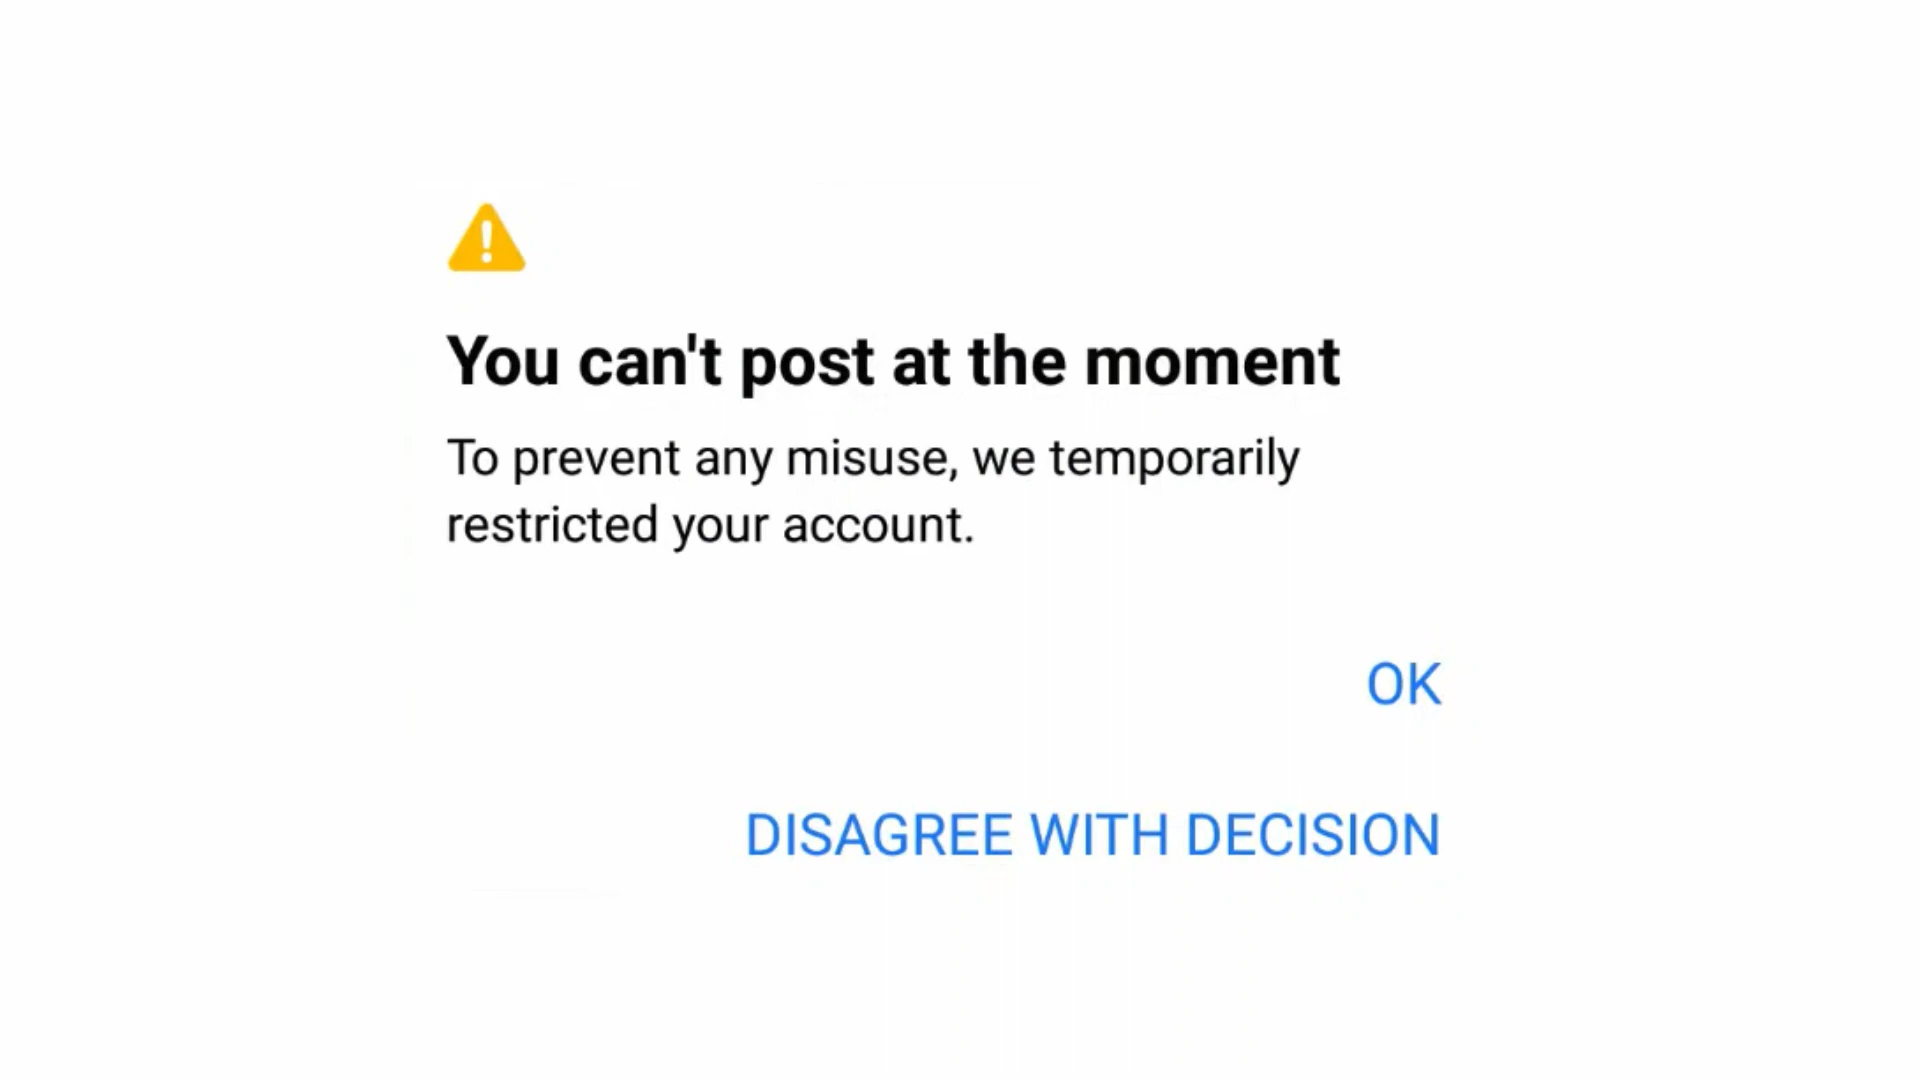 You can't post at the moment
To prevent any misuse, we temporarily
restricted your account.
OK
DISAGREE WITH DECISION